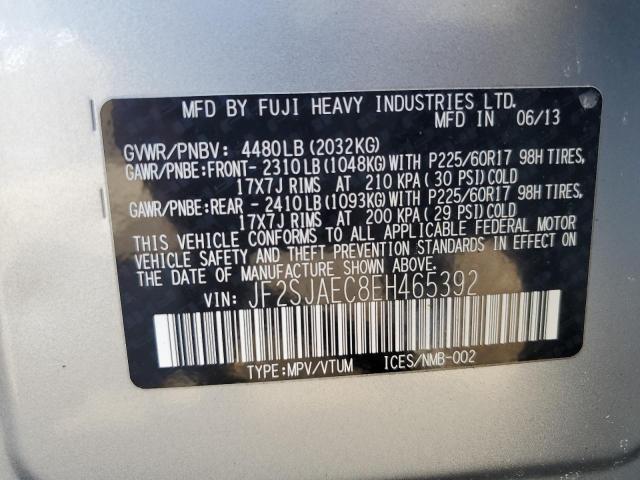 MFD BY FUJI HEAVY INDUSTRIES LTD.
MFD IN 06/13
GVWR/PNBV: 4480LB (2032KG)
GAWR/PNBE:FRONT- 2310LB (1048KG) WITH P225/60R17 98H TIRES,
17X7J RIMS AT 210 KPA (30 PSI) COLD
GAWR/PNBE:REAR - 2410LB (1093KG) WITH P225/60R17 98H TIRES,
17X7J RIMS AT 200 KPA (29 PSI) COLD
THIS VEHICLE CONFORMS TO ALL APPLICABLE FEDERAL MOTOR
VEHICLE SAFETY AND THEFT PREVENTION STANDARDS IN EFFECT ON
THE DATE OF MANUFACTURE SHOWN ABOVE.
VIN: JF2SJAEC8EH465392
TYPE:MPV/VTUM ICES/NMB-002